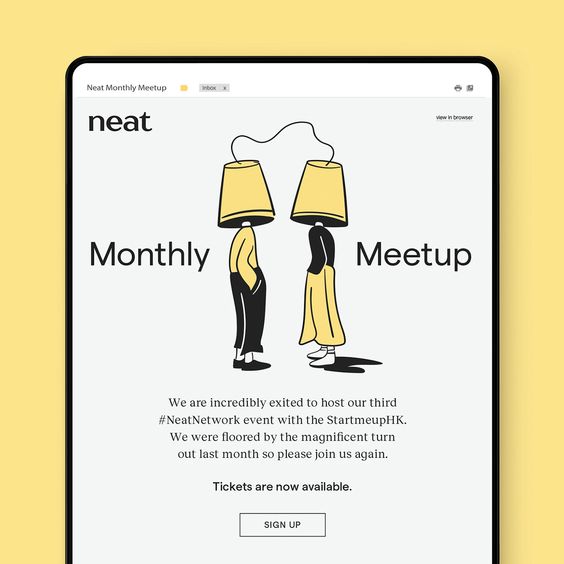 Neat Monthly Meetup
Inbox x
neat
view in browser
Monthly Meetup
We are incredibly exited to host our third
#NeatNetwork event with the StartmeupHK.
We were floored by the magnificent turn
out last month so please join us again.
Tickets are now available.
SIGN UP